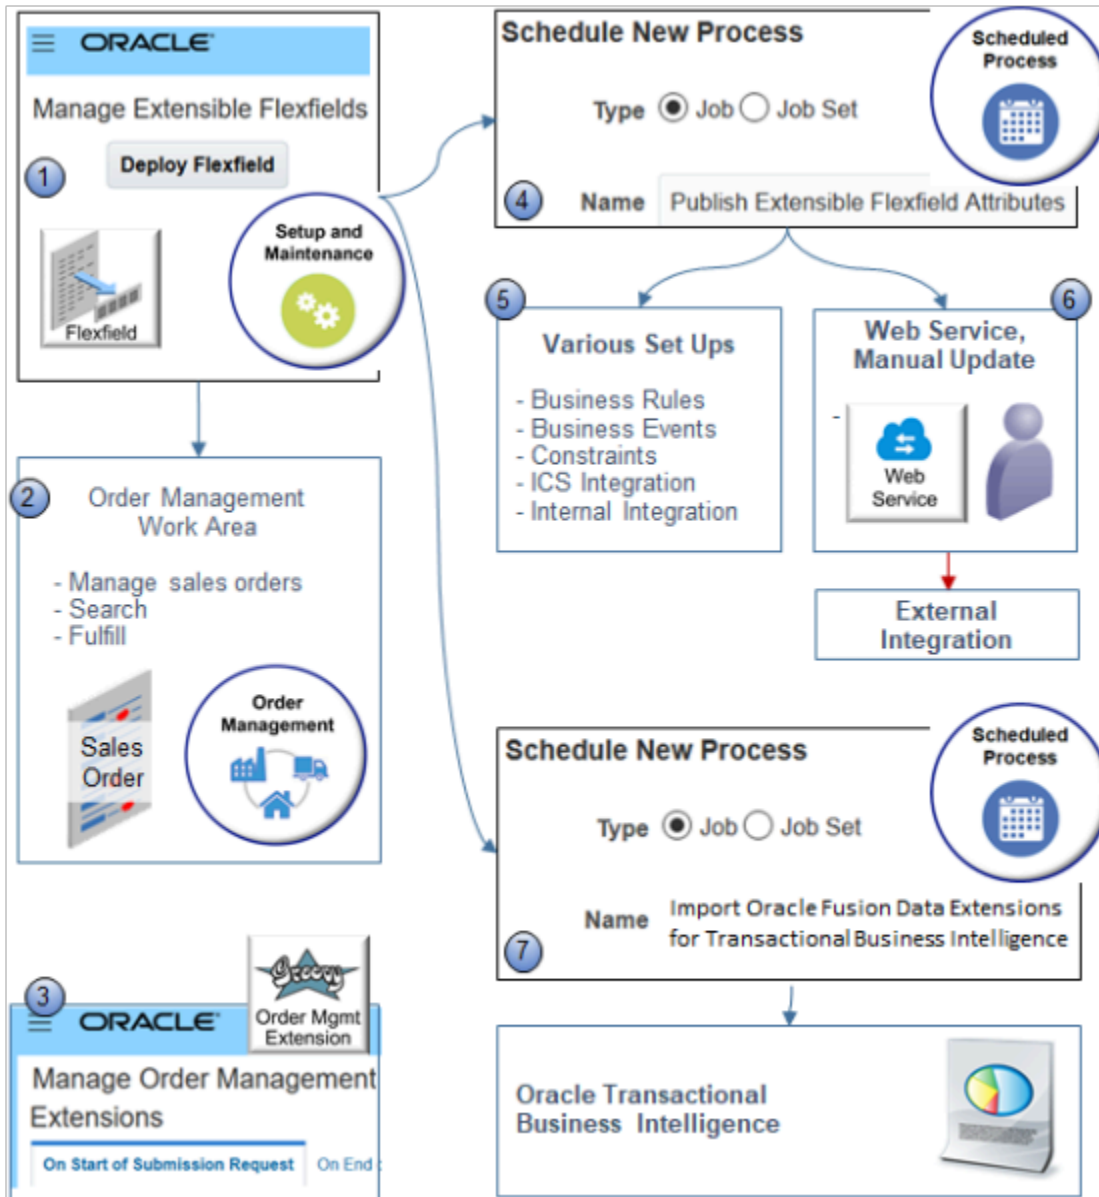 ORACLE
Manage Extensible Flexfields
Deploy Flexfield
1
Flexfield
Setup and
Maintenance
2
Order Management
Work Area
- Manage sales orders
- Search
- Fulfill
Sales
Order
Order
Management
3
ORACLE
Groovy
Order Mgmt
Extension
Manage Order Management
Extensions
On Start of Submission Request On End
Schedule New Process
Scheduled
Process
Type Job Job Set
4
Name Publish Extensible Flexfield Attributes
5
Various Set Ups
- Business Rules
- Business Events
- Constraints
- ICS Integration
- Internal Integration
6
Web Service,
Manual Update
-
Web
Service
External
Integration
Schedule New Process
Scheduled
Process
Type Job Job Set
Name Import Oracle Fusion Data Extensions
for Transactional Business Intelligence
7
Oracle Transactional
Business Intelligence